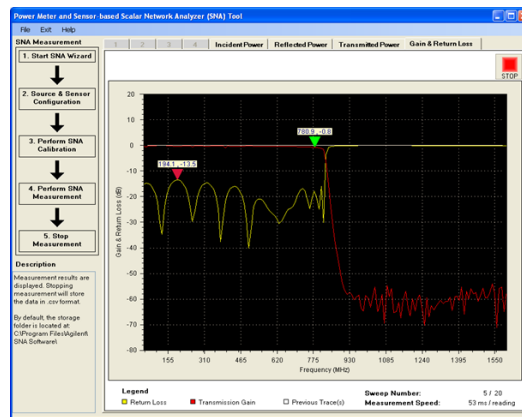 Power Meter and Sensor-based Scalar Network Analyzer (SNA) Tool
File Exit Help
SNA Measurement
1 2 3 4 Incident Power Reflected Power Transmitted Power Gain & Return Loss
1. Start SNA Wizard
2. Source & Sensor
Configuration
3. Perform SNA
Calibration
4. Perform SNA
Measurement
5. Stop
Measurement
Description
Measurement results are
displayed. Stopping
measurement will store
the data in .csv format.
By default, the storage
folder is located at:
C:\Program Files\Agilent\
SNA Software\
STOP
Gain & Return Loss (dB)
20
10
0
-10
-20
-30
-40
-50
-60
-70
-80
788.9, -0.8
194.1, -13.5
155 310 465 620 775 930 1085 1240 1395 1550
Frequency (MHz)
Legend
Return Loss Transmission Gain Previous Trace(s)
Sweep Number: 5 / 20
Measurement Speed: 53 ms / reading